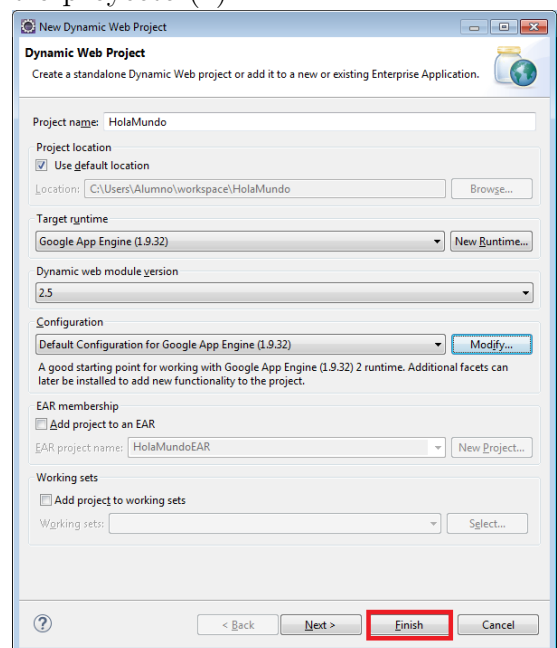 New Dynamic Web Project
Dynamic Web Project
Create a standalone Dynamic Web project or add it to a new or existing Enterprise Application.
Project name: HolaMundo
Project location
Use default location
Location: C:\Users\Alumno\workspace\HolaMundo Browse...
Target runtime
Google App Engine (1.9.32) New Runtime...
Dynamic web module version
2.5
Configuration
Default Configuration for Google App Engine (1.9.32) Modify...
A good starting point for working with Google App Engine (1.9.32) 2 runtime. Additional facets can
later be installed to add new functionality to the project.
EAR membership
Add project to an EAR
EAR project name: HolaMundoEAR New Project...
Working sets
Add project to working sets
Working sets: Select...
? < Back Next > Finish Cancel